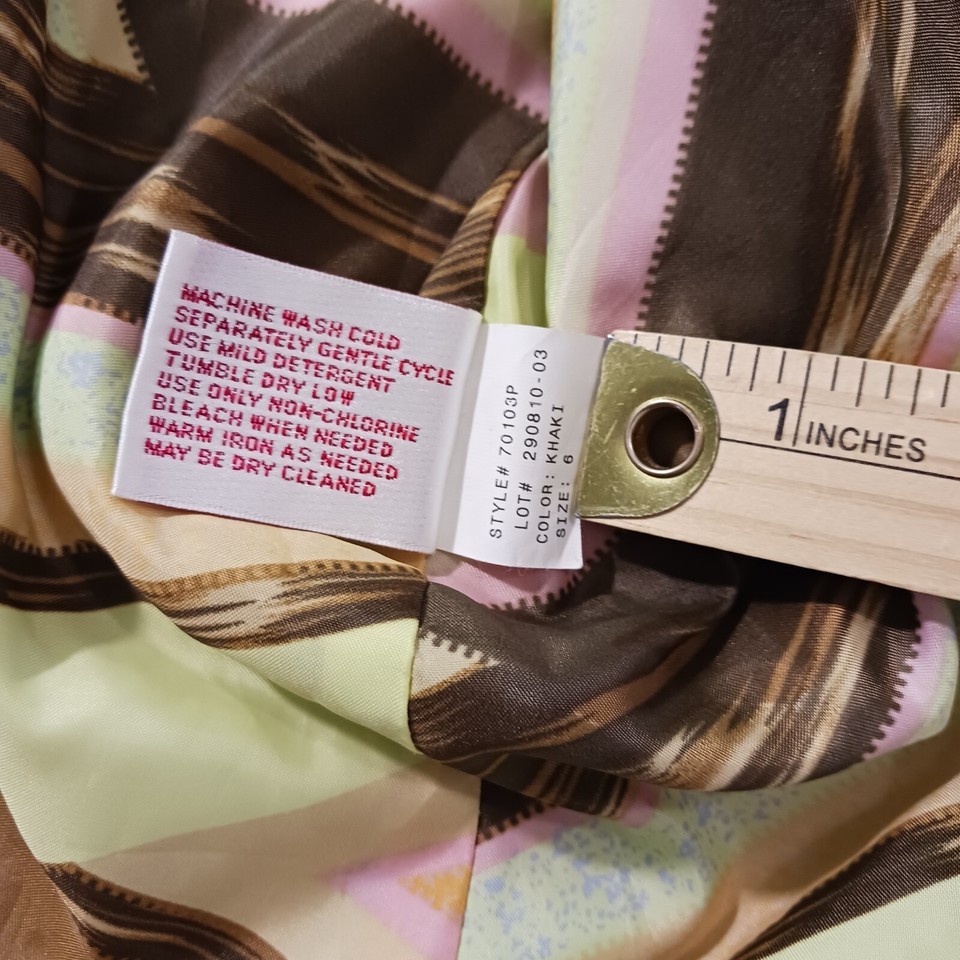 MACHINE WASH COLD
SEPARATELY GENTLE CYCLE
USE MILD DETERGENT
TUMBLE DRY LOW
USE ONLY NON-CHLORINE
BLEACH WHEN NEEDED
WARM IRON AS NEEDED
MAY BE DRY CLEANED
STYLE# 70103P
LOT# 290810-03
COLOR: KHAKI
SIZE: 6
1 INCHES